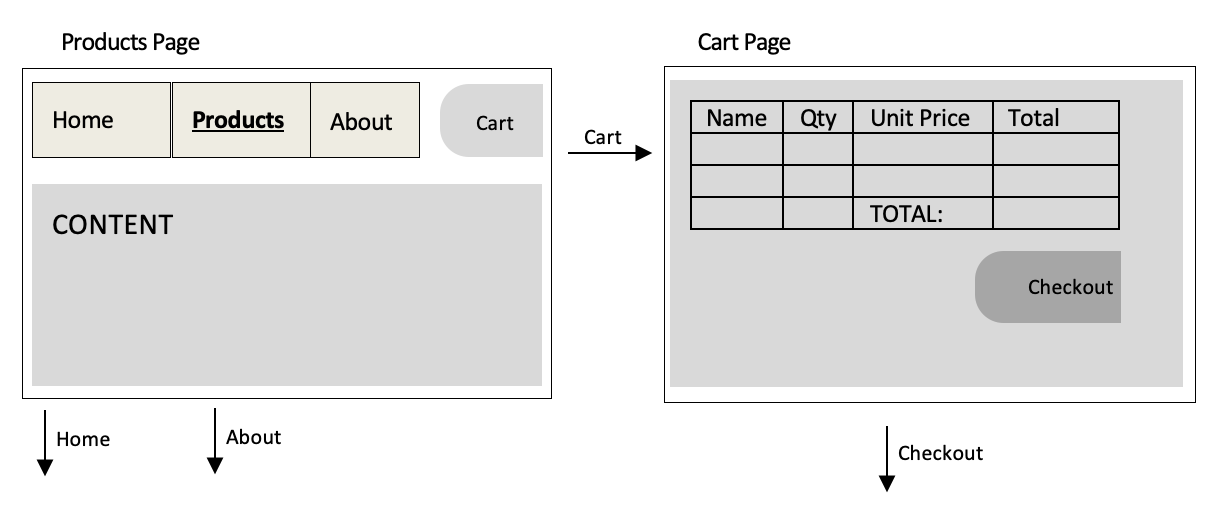 Products Page
Home Products About Cart
CONTENT
Home
About
Cart
Cart Page
Name Qty Unit Price Total
TOTAL:
Checkout
Checkout